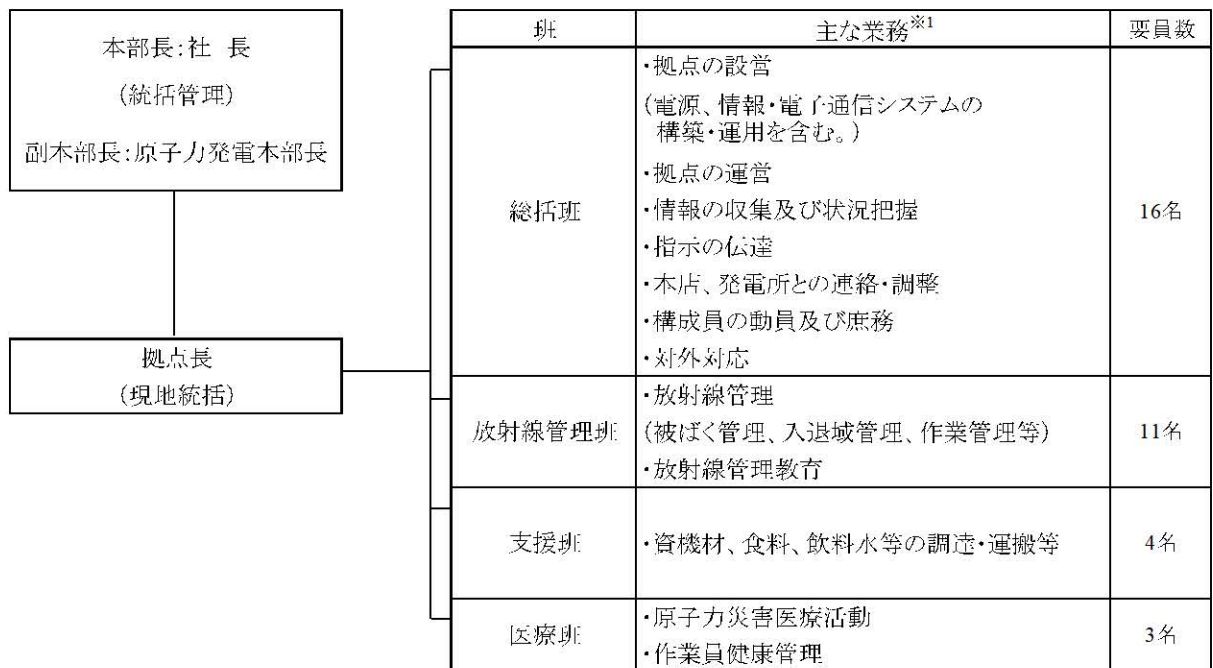 本部長:社 長
(統括管理)
副本部長:原子力発電本部長
拠点長
(現地統括)
班 主な業務※1 要員数
総括班
・拠点の設営
(電源、情報・電子通信システムの
構築・運用を含む。)
・拠点の運営
・情報の収集及び状況把握
・指示の伝達
・本店、発電所との連絡・調整
・構成員の動員及び庶務
・対外対応
16名
放射線管理班
・放射線管理
(被ばく管理、入退域管理、作業管理等)
・放射線管理教育
11名
支援班
・資機材、食料、飲料水等の調達・運搬等
4名
医療班
・原子力災害医療活動
・作業員健康管理
3名